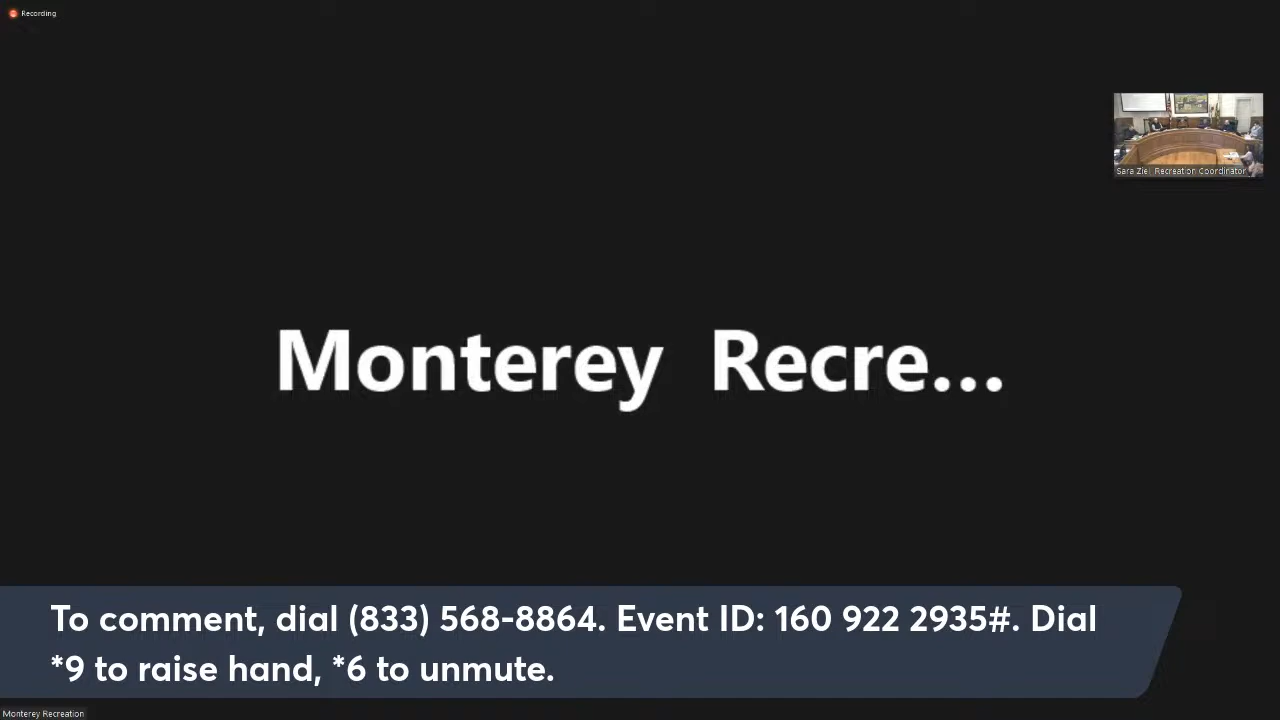 Recording
Sara Ziel Recreation Coordinator
Monterey Recre...
To comment, dial (833) 568-8864. Event ID: 160 922 2935#. Dial
*9 to raise hand, *6 to unmute.
Monterey Recreation